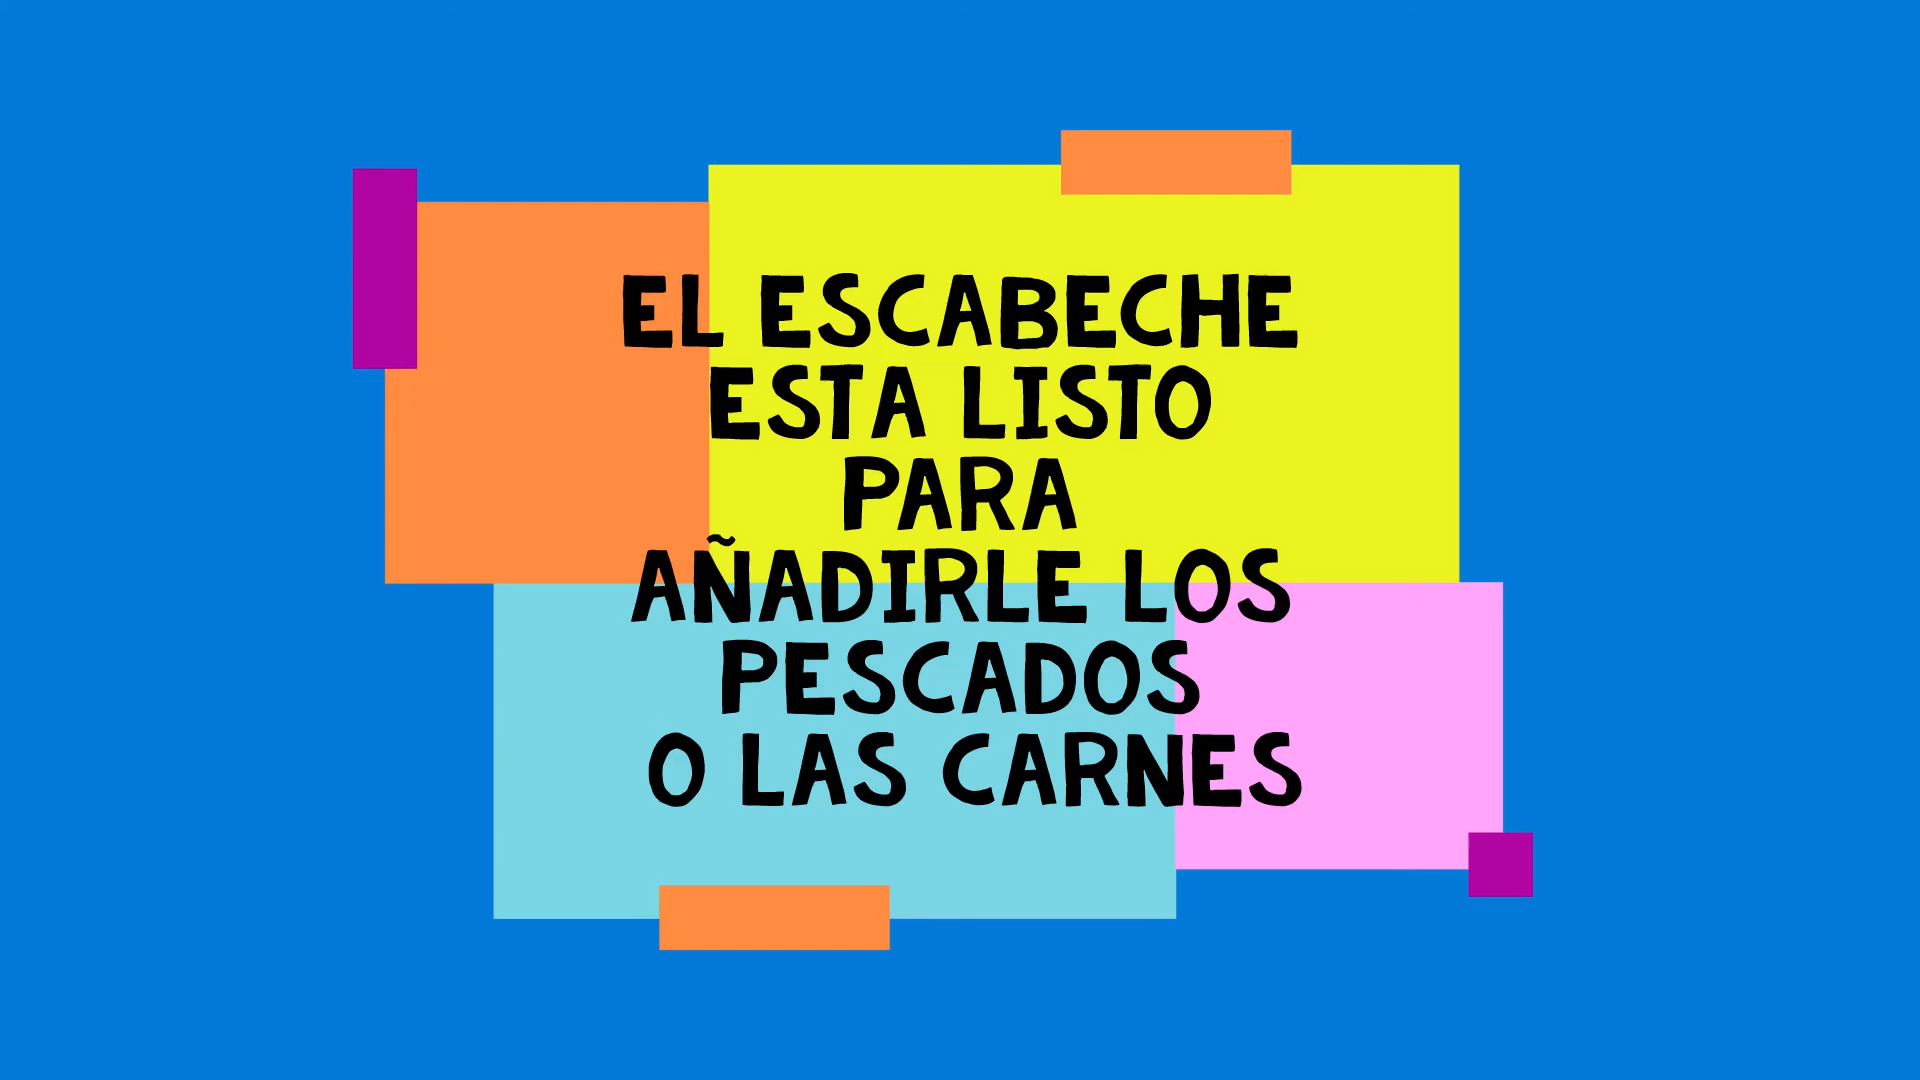 EL ESCABECHE
ESTA LISTO
PARA
AÑADIRLE LOS
PESCADOS
O LAS CARNES